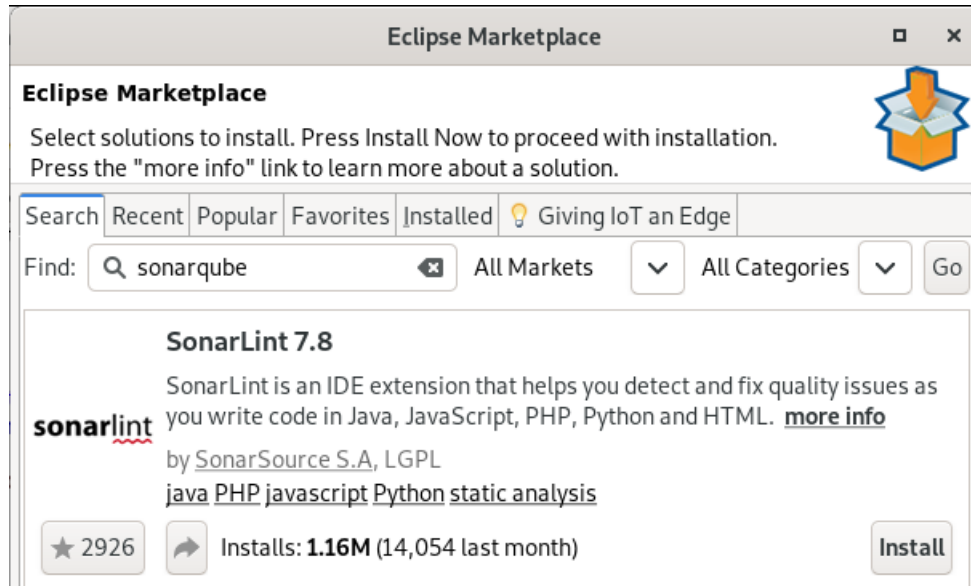 Eclipse Marketplace
Eclipse Marketplace
Select solutions to install. Press Install Now to proceed with installation.
Press the "more info" link to learn more about a solution.
Search Recent Popular Favorites Installed Giving IoT an Edge
Find: sonarqube All Markets All Categories Go
SonarLint 7.8
SonarLint is an IDE extension that helps you detect and fix quality issues as
you write code in Java, JavaScript, PHP, Python and HTML. more info
sonarlint
by SonarSource S.A, LGPL
java PHP javascript Python static analysis
2926 Installs: 1.16M (14,054 last month) Install